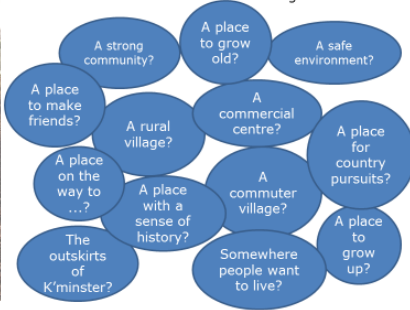 A strong
community?
A place
to grow
old?
A safe
environment?
A place
to make
friends?
A rural
village?
A
commercial
centre?
A place
for
country
pursuits?
A place
on the
way to
...?
A place
with a
sense of
history?
A
commuter
village?
A place
to
grow
up?
The
outskirts
of
K'minster?
Somewhere
people want
to live?